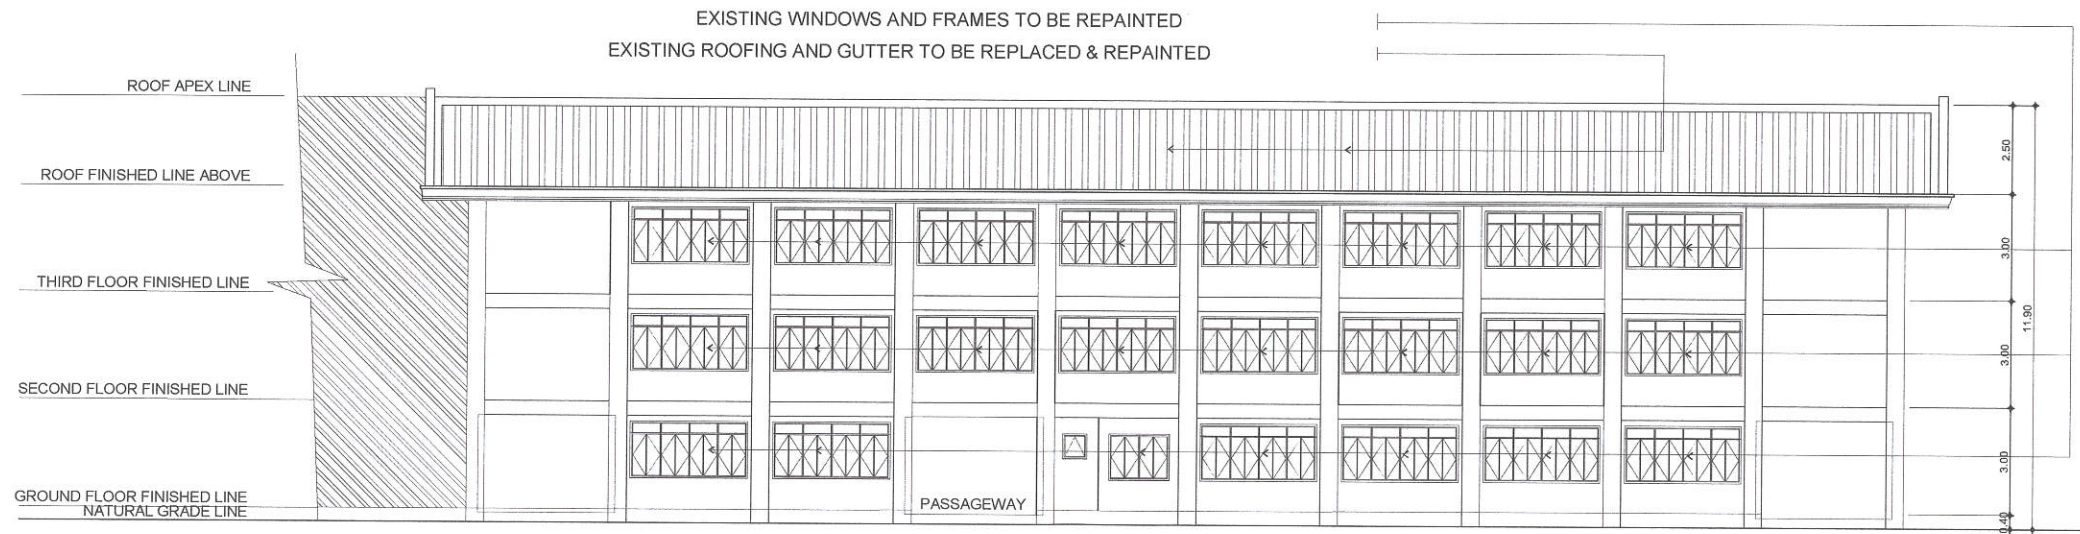 EXISTING WINDOWS AND FRAMES TO BE REPAINTED
EXISTING ROOFING AND GUTTER TO BE REPLACED & REPAINTED
ROOF APEX LINE
ROOF FINISHED LINE ABOVE
THIRD FLOOR FINISHED LINE
SECOND FLOOR FINISHED LINE
GROUND FLOOR FINISHED LINE
NATURAL GRADE LINE
PASSAGEWAY
2.50
3.00
11.90
3.00
3.00
0.40